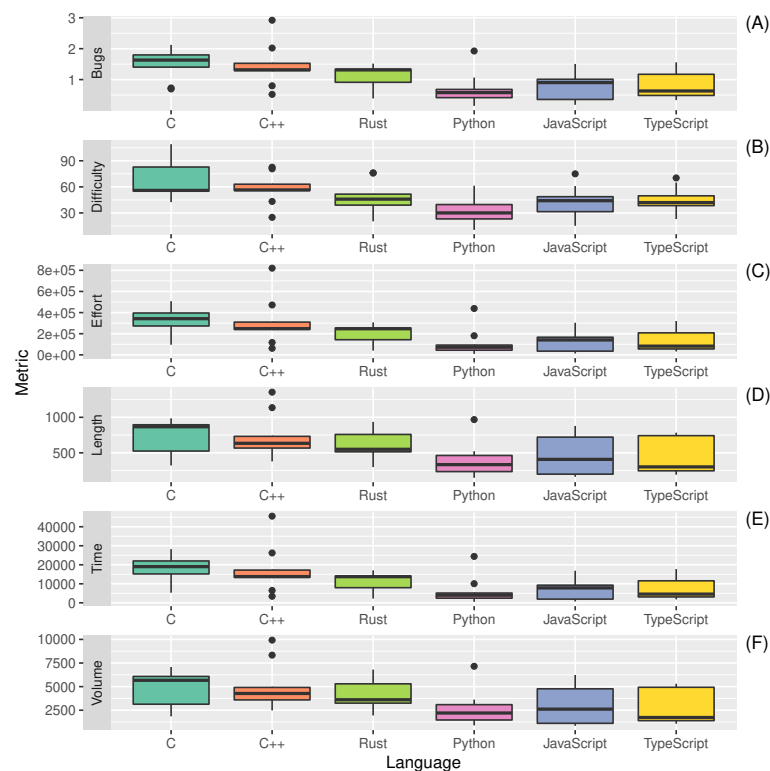 (A)
3
2
1
Bugs
C C++ Rust Python JavaScript TypeScript
(B)
90
60
30
Difficulty
C C++ Rust Python JavaScript TypeScript
(C)
8e+05
6e+05
4e+05
2e+05
0e+00
Effort
C C++ Rust Python JavaScript TypeScript
Metric
(D)
1000
500
Length
C C++ Rust Python JavaScript TypeScript
(E)
40000
30000
20000
10000
0
Time
C C++ Rust Python JavaScript TypeScript
(F)
10000
7500
5000
2500
Volume
C C++ Rust Python JavaScript TypeScript
Language